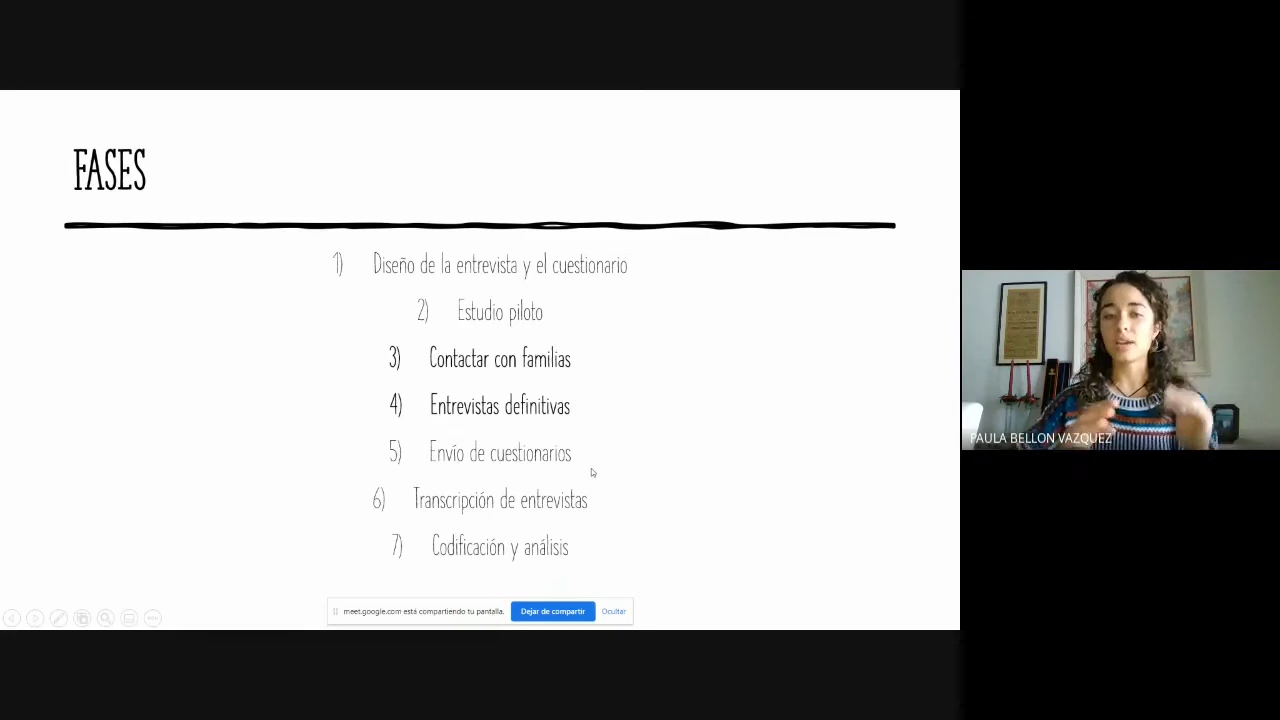 FASES
1) Diseño de la entrevista y el cuestionario
2) Estudio piloto
3) Contactar con familias
4) Entrevistas definitivas
5) Envío de cuestionarios
6) Transcripción de entrevistas
7) Codificación y análisis
meet.google.com está compartiendo tu pantalla. Dejar de compartir Ocultar
PAULA BELLON VAZQUEZ